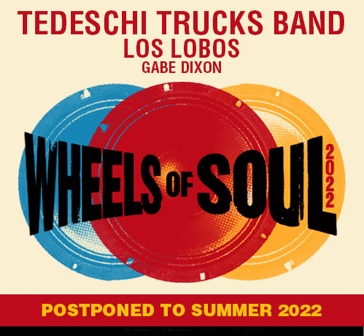 TEDESCHI TRUCKS BAND
LOS LOBOS
GABE DIXON
WHEELS OF SOUL
2022
POSTPONED TO SUMMER 2022